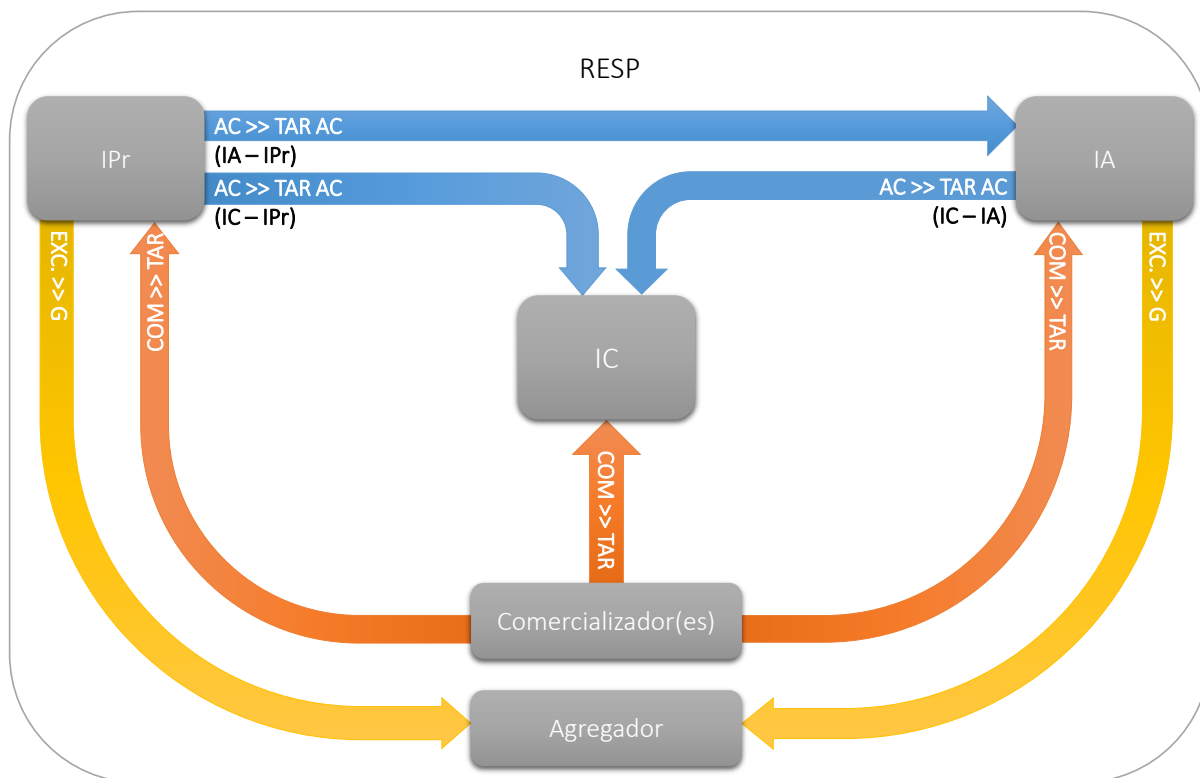 RESP
IPr
AC >> TAR AC
(IA – IPr)
AC >> TAR AC
(IC – IPr)
IA
AC >> TAR AC
(IC – IA)
EXC. >> G
COM >> TAR
COM >> TAR
EXC. >> G
IC
COM >> TAR
Comercializador(es)
Agregador